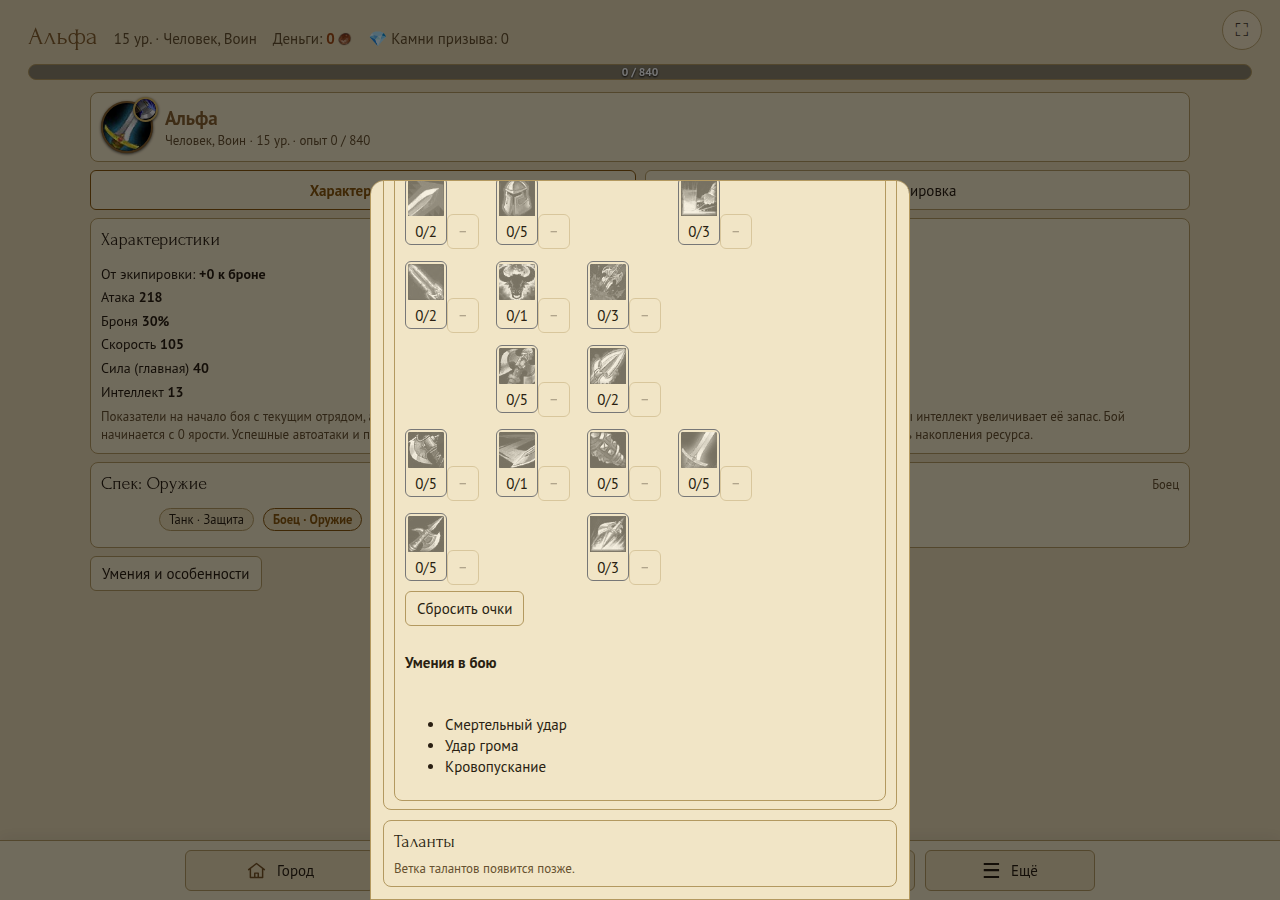 Альфа 15 ур. · Человек, Воин Деньги: 0 Камни призыва: 0
0 / 840
Альфа
Человек, Воин · 15 ур. · опыт 0 / 840
Характер
ировка
Характеристики
От экипировки: +0 к броне
Атака 218
Броня 30%
Скорость 105
Сила (главная) 40
Интеллект 13
Показатели на начало боя с текущим отрядом,
интеллект увеличивает её запас. Бой
начинается с 0 ярости. Успешные автоатаки и п
накопления ресурса.
Спек: Оружие
Боец
Танк · Защита Боец · Оружие
Умения и особенности
0/2 – 0/5 – 0/3 –
0/2 – 0/1 – 0/3 –
0/5 – 0/2 –
0/5 – 0/1 – 0/5 – 0/5 –
0/5 – 0/3 –
Сбросить очки
Умения в бою
• Смертельный удар
• Удар грома
• Кровопускание
Таланты
Ветка талантов появится позже.
Город
Ещё